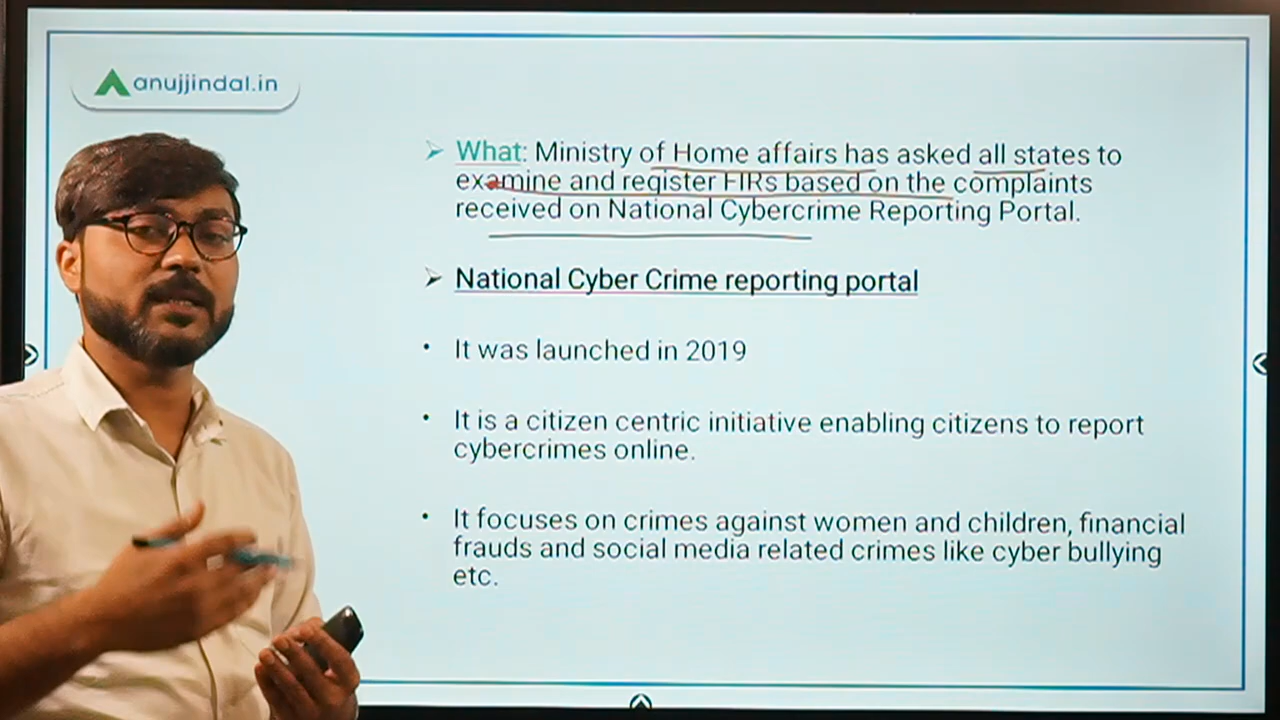 anujjindal.in
➢ What: Ministry of Home affairs has asked all states to
examine and register FIRs based on the complaints
received on National Cybercrime Reporting Portal.
➢ National Cyber Crime reporting portal
• It was launched in 2019
• It is a citizen centric initiative enabling citizens to report
cybercrimes online.
• It focuses on crimes against women and children, financial
frauds and social media related crimes like cyber bullying
etc.